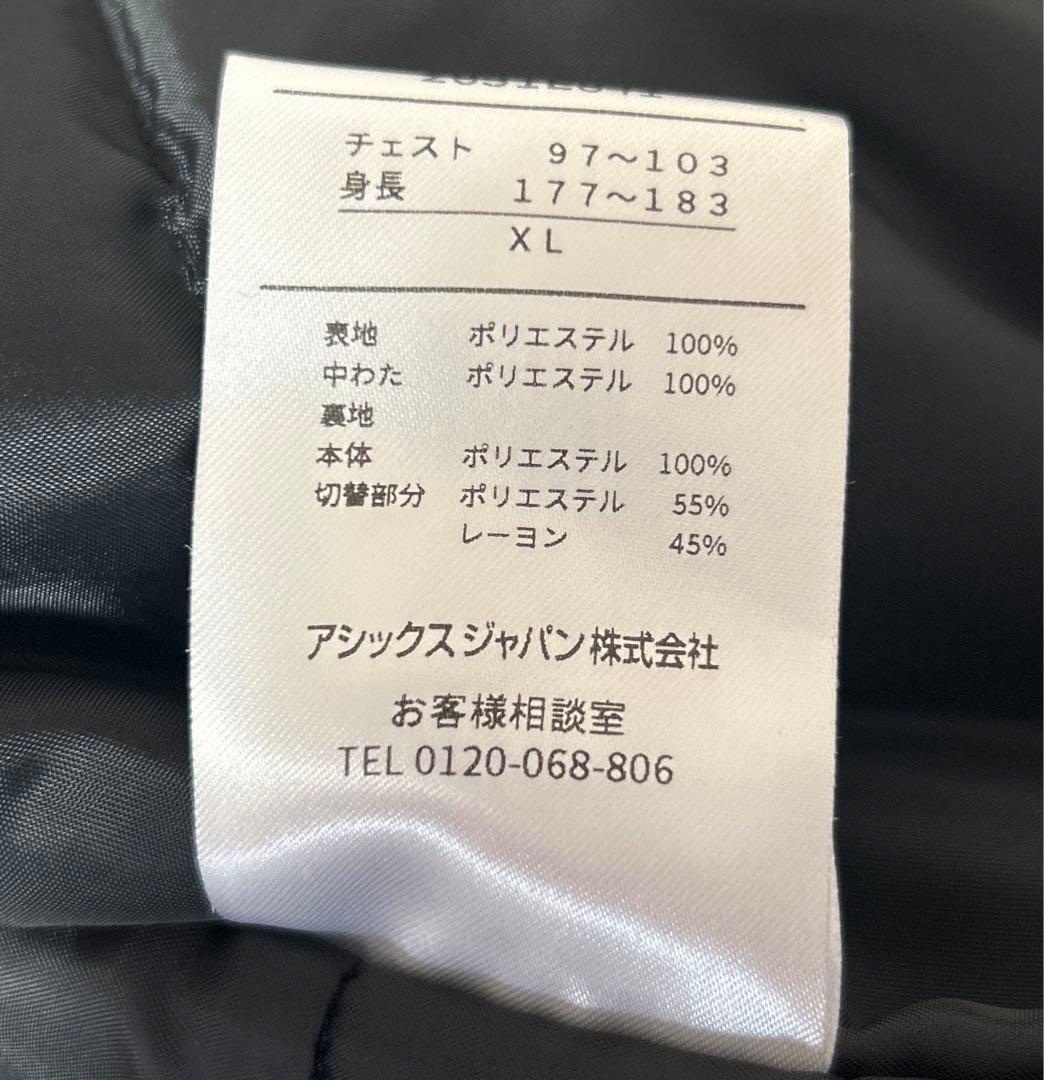 チェスト 97～103
身長 177～183
XL
表地 ポリエステル 100%
中わた ポリエステル 100%
裏地
本体 ポリエステル 100%
切替部分 ポリエステル 55%
レーヨン 45%
アシックスジャパン株式会社
お客様相談室
TEL 0120-068-806